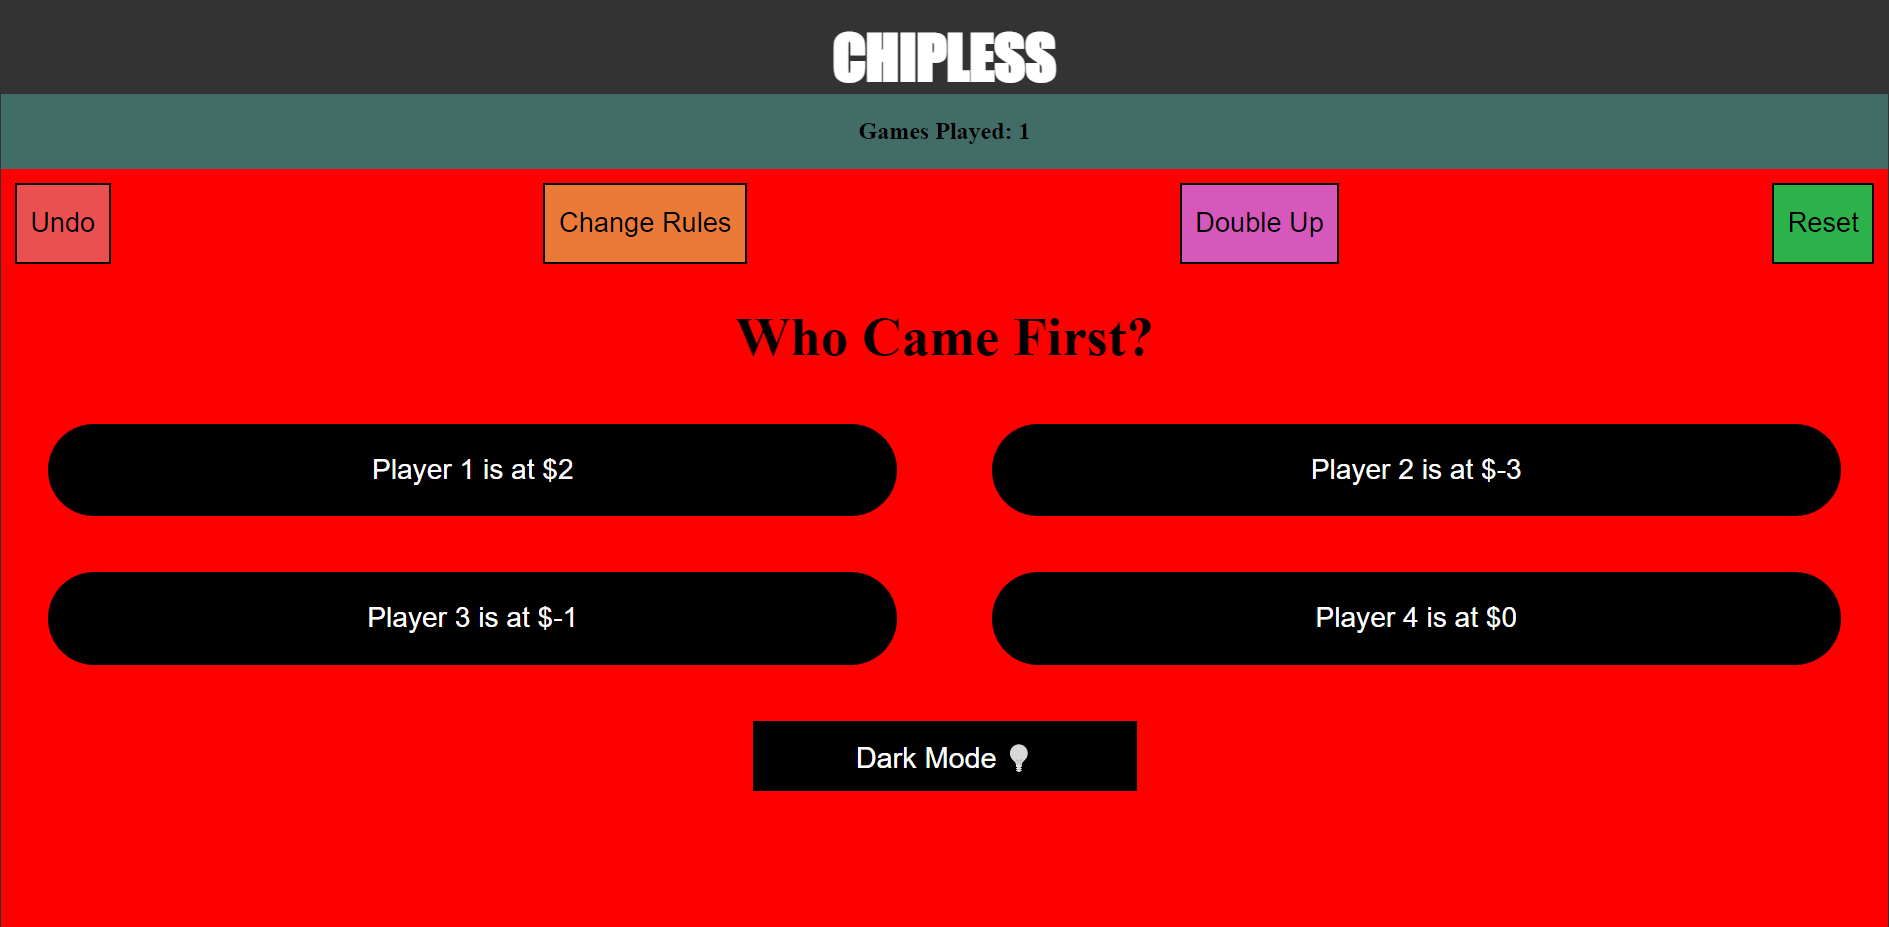 CHIPLESS
Games Played: 1
Undo
Change Rules
Double Up
Reset
Who Came First?
Player 1 is at $2
Player 2 is at $-3
Player 3 is at $-1
Player 4 is at $0
Dark Mode